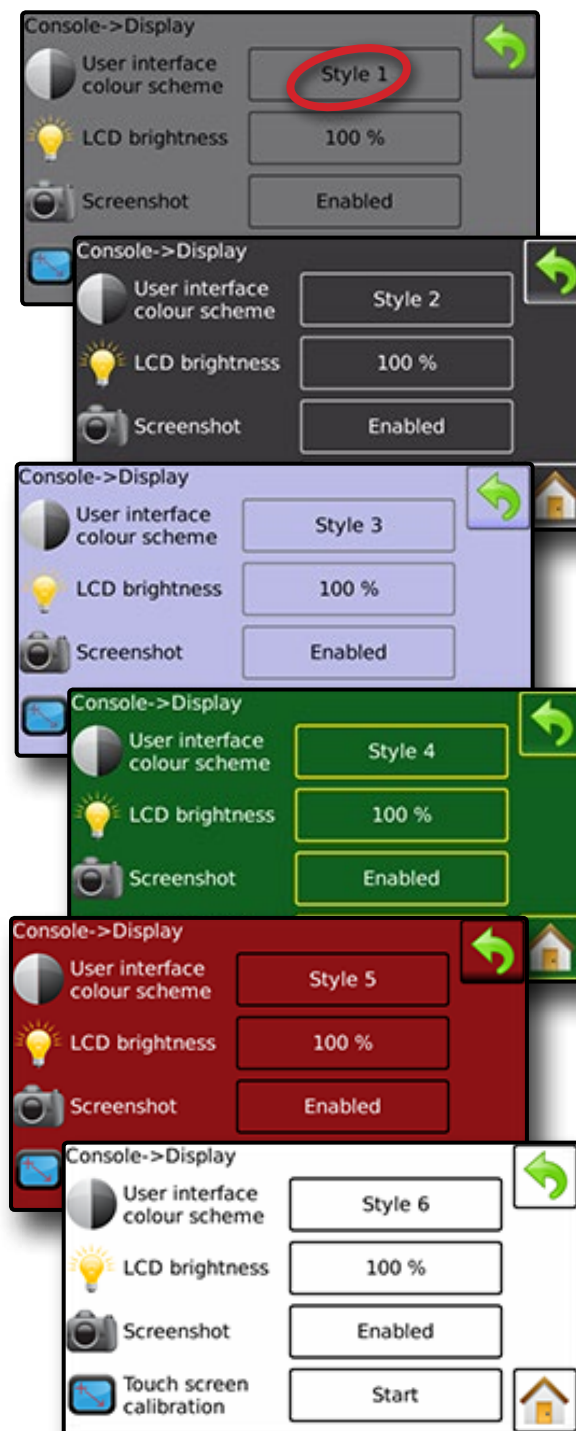 Console->Display
User interface
colour scheme
Style 1
LCD brightness
100 %
Screenshot
Enabled
Console->Display
User interface
colour scheme
Style 2
LCD brightness
100 %
Screenshot
Enabled
Console->Display
User interface
colour scheme
Style 3
LCD brightness
100 %
Screenshot
Enabled
Console->Display
User interface
colour scheme
Style 4
LCD brightness
100 %
Screenshot
Enabled
Console->Display
User interface
colour scheme
Style 5
LCD brightness
100 %
Screenshot
Enabled
Console->Display
User interface
colour scheme
Style 6
LCD brightness
100 %
Screenshot
Enabled
Touch screen
calibration
Start